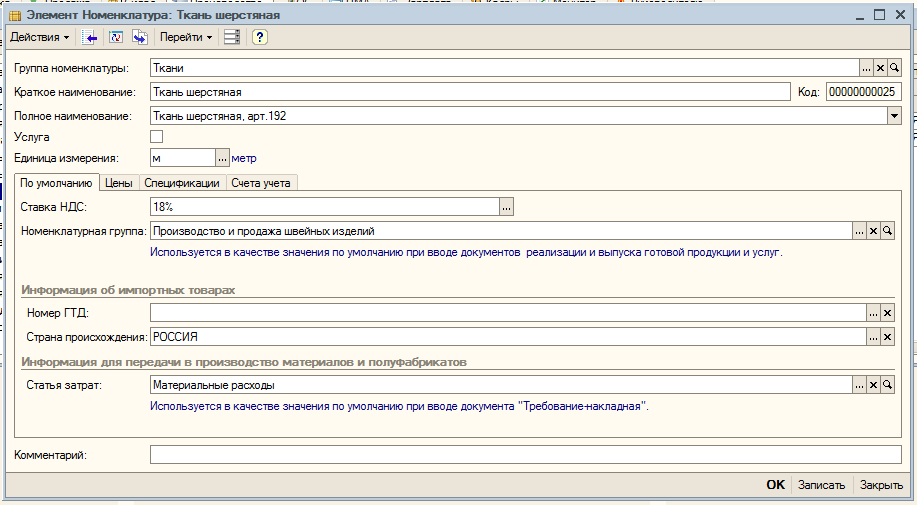 Элемент Номенклатура: Ткань шерстяная
Действия Перейти ?
Группа номенклатуры: Ткани
Краткое наименование: Ткань шерстяная Код: 00000000025
Полное наименование: Ткань шерстяная, арт.192
Услуга
Единица измерения: м ... метр
По умолчанию Цены Спецификации Счета учета
Ставка НДС: 18% ...
Номенклатурная группа: Производство и продажа швейных изделий ...
Используется в качестве значения по умолчанию при вводе документов реализации и выпуска готовой продукции и услуг.
Информация об импортных товарах
Номер ГТД: ...
Страна происхождения: РОССИЯ ...
Информация для передачи в производство материалов и полуфабрикатов
Статья затрат: Материальные расходы ...
Используется в качестве значения по умолчанию при вводе документа "Требование-накладная".
Комментарий:
OK Записать Закрыть